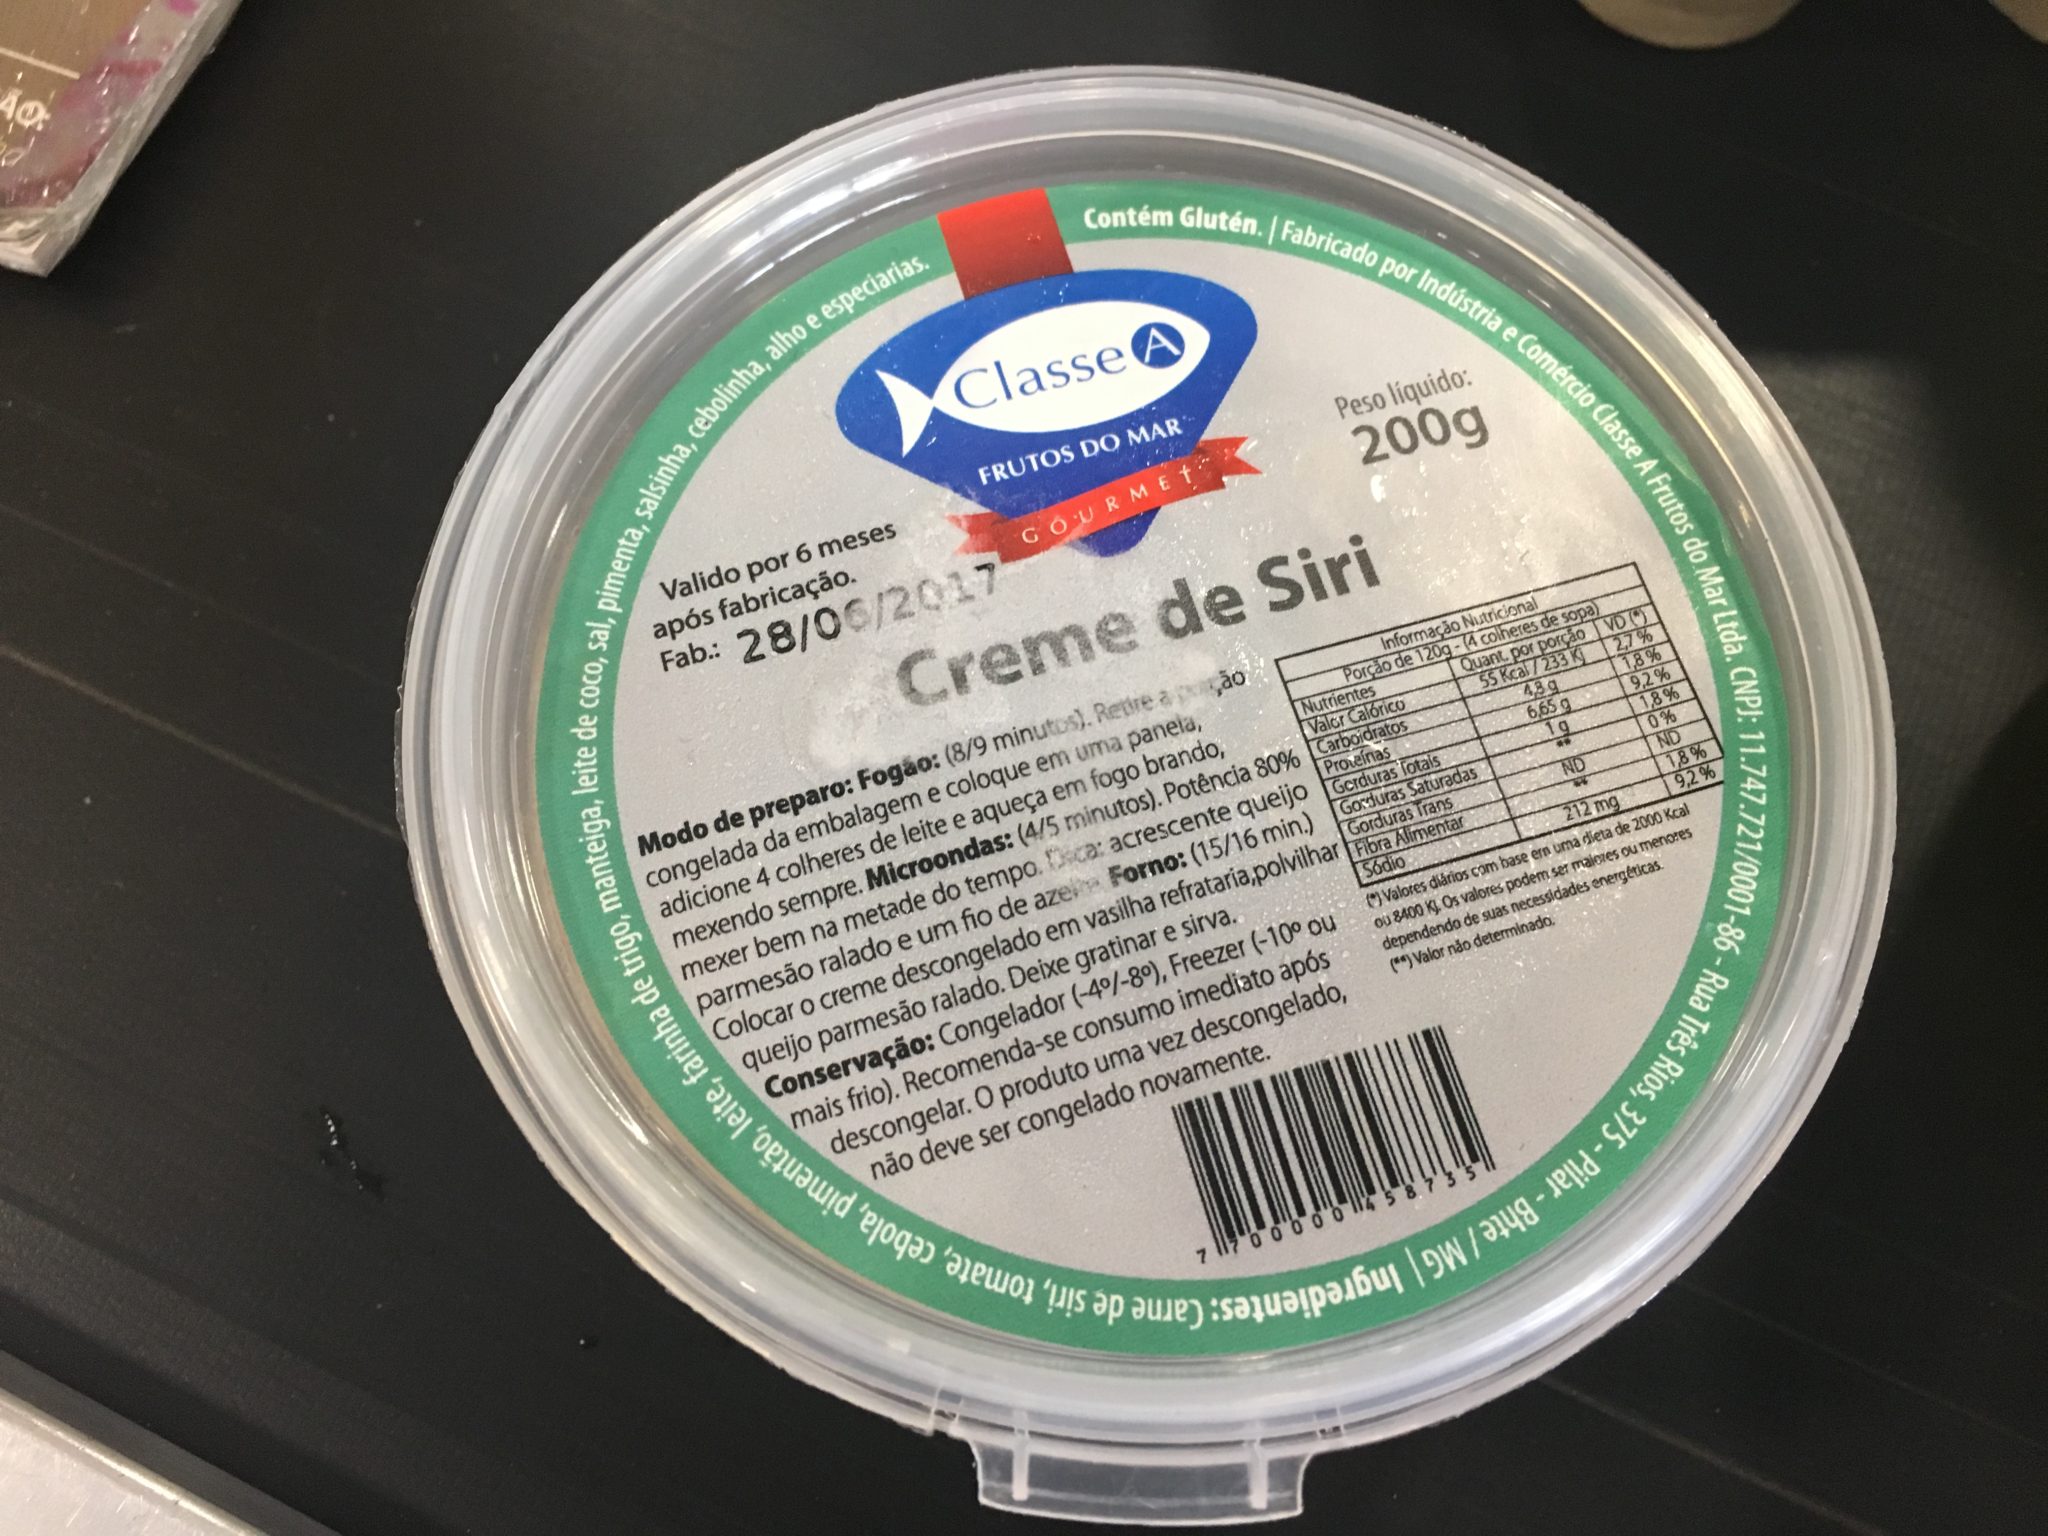 ÃO
Contém Glutén. | Fabricado por Indústria e Comércio Classe A Frutos do Mar Ltda. CNPJ: 11.747.721/0001-86 - Rua Três Rios, 375 - Pilar - Bhte / MG | Ingredientes: Carne de siri, tomate, cebola, pimentão, leite, farinha de trigo, manteiga, leite de coco, sal, pimenta, salsinha, cebolinha, alho e especiarias.
Classe A
FRUTOS DO MAR
GOURMET
Peso líquido:
200g
Valido por 6 meses
após fabricação.
Fab.: 28/06/2017
Creme de Siri
Modo de preparo: Fogão: (8/9 minutos). Retire a porção
congelada da embalagem e coloque em uma panela,
adicione 4 colheres de leite e aqueça em fogo brando,
mexendo sempre. Microondas: (4/5 minutos). Potência 80%
mexer bem na metade do tempo. Dica: acrescente queijo
parmesão ralado e um fio de azeite. Forno: (15/16 min.)
Colocar o creme descongelado em vasilha refrataria,polvilhar
queijo parmesão ralado. Deixe gratinar e sirva.
Conservação: Congelador (-4º/-8º), Freezer (-10º ou
mais frio). Recomenda-se consumo imediato após
descongelar. O produto uma vez descongelado,
não deve ser congelado novamente.
Informação Nutricional
Porção de 120g - (4 colheres de sopa)
Nutrientes Quant. por porção VD (*)
Valor Calórico 55 Kcal / 233 Kj 2,7 %
Carboidratos 4,8 g 1,8 %
Proteínas 6,65 g 9,2 %
Gorduras Totais 1 g 1,8 %
Gorduras Saturadas ** 0 %
Gorduras Trans ND ND
Fibra Alimentar ** 1,8 %
Sódio 212 mg 9,2 %
(*) Valores diários com base em uma dieta de 2000 Kcal
ou 8400 Kj. Os valores podem ser maiores ou menores
dependendo de suas necessidades energéticas.
(**) Valor não determinado.
7 700000 458735